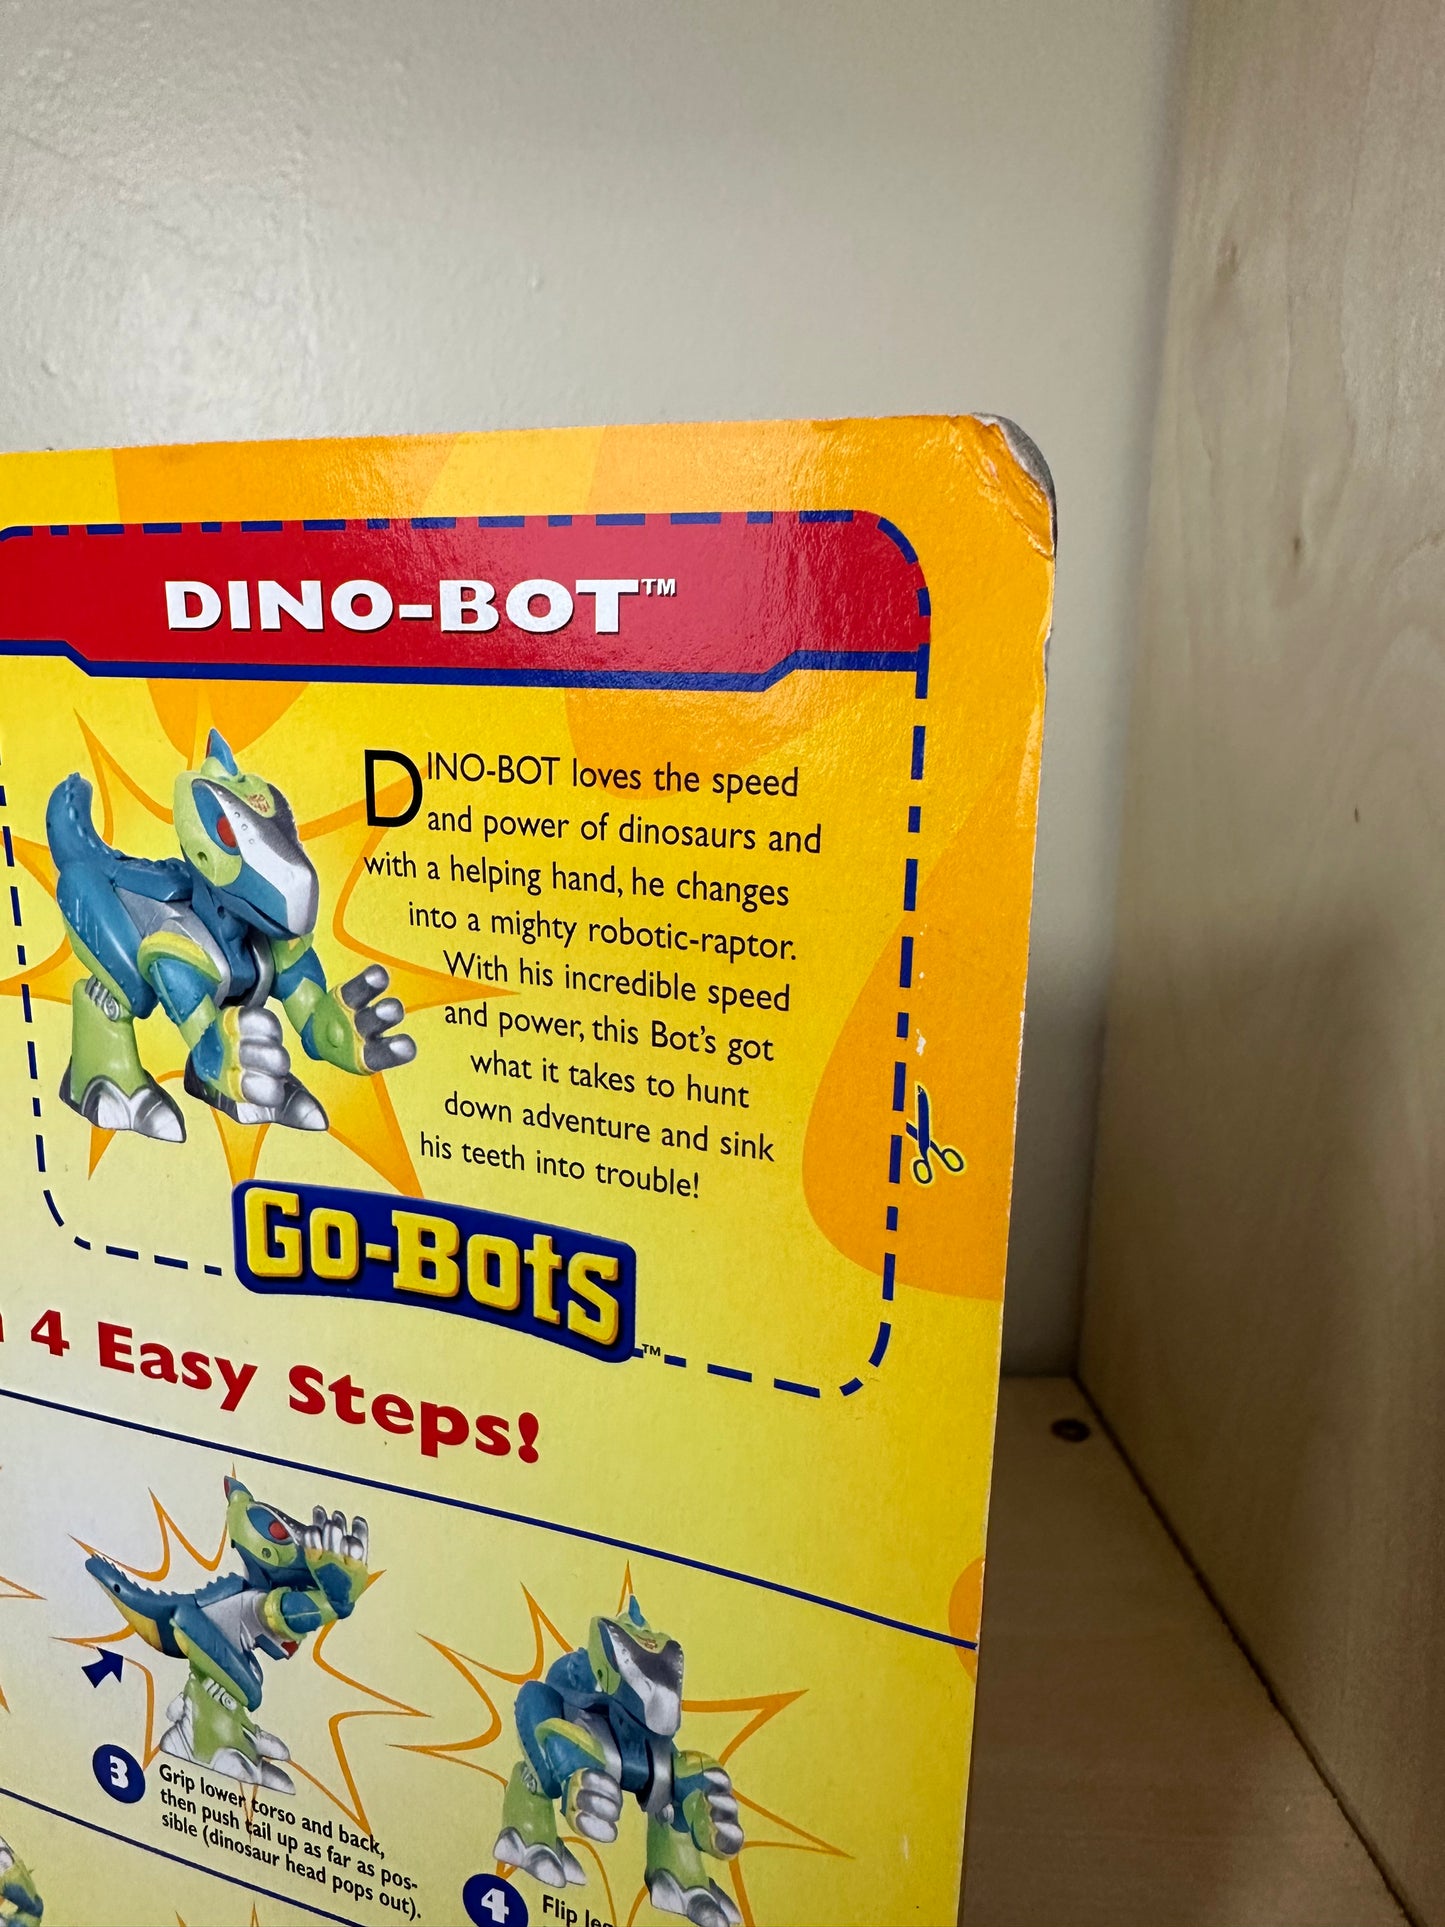 DINO-BOT™
DINO-BOT loves the speed
and power of dinosaurs and
with a helping hand, he changes
into a mighty robotic-raptor.
With his incredible speed
and power, this Bot's got
what it takes to hunt
down adventure and sink
his teeth into trouble!
GO-BOTS™
4 Easy Steps!
3
Grip lower torso and back,
then push tail up as far as pos-
sible (dinosaur head pops out).
4
Flip